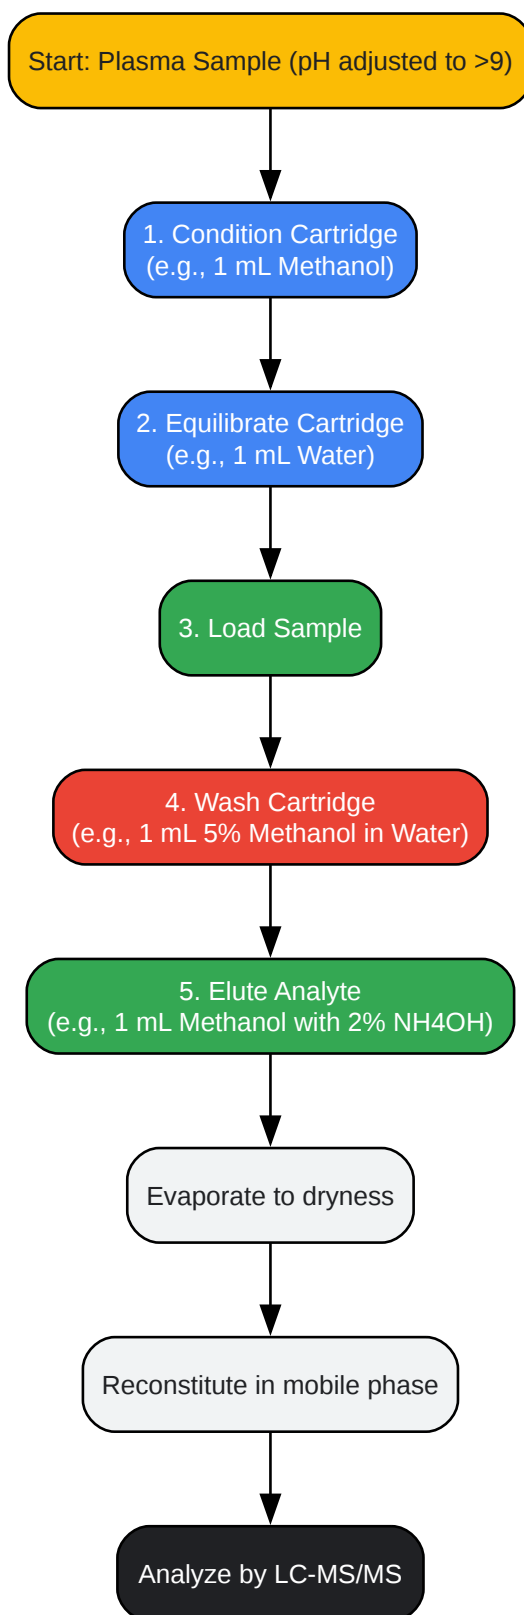 Start: Plasma Sample (pH adjusted to >9)
1. Condition Cartridge
(e.g., 1 mL Methanol)
2. Equilibrate Cartridge
(e.g., 1 mL Water)
3. Load Sample
4. Wash Cartridge
(e.g., 1 mL 5% Methanol in Water)
5. Elute Analyte
(e.g., 1 mL Methanol with 2% NH4OH)
Evaporate to dryness
Reconstitute in mobile phase
Analyze by LC-MS/MS